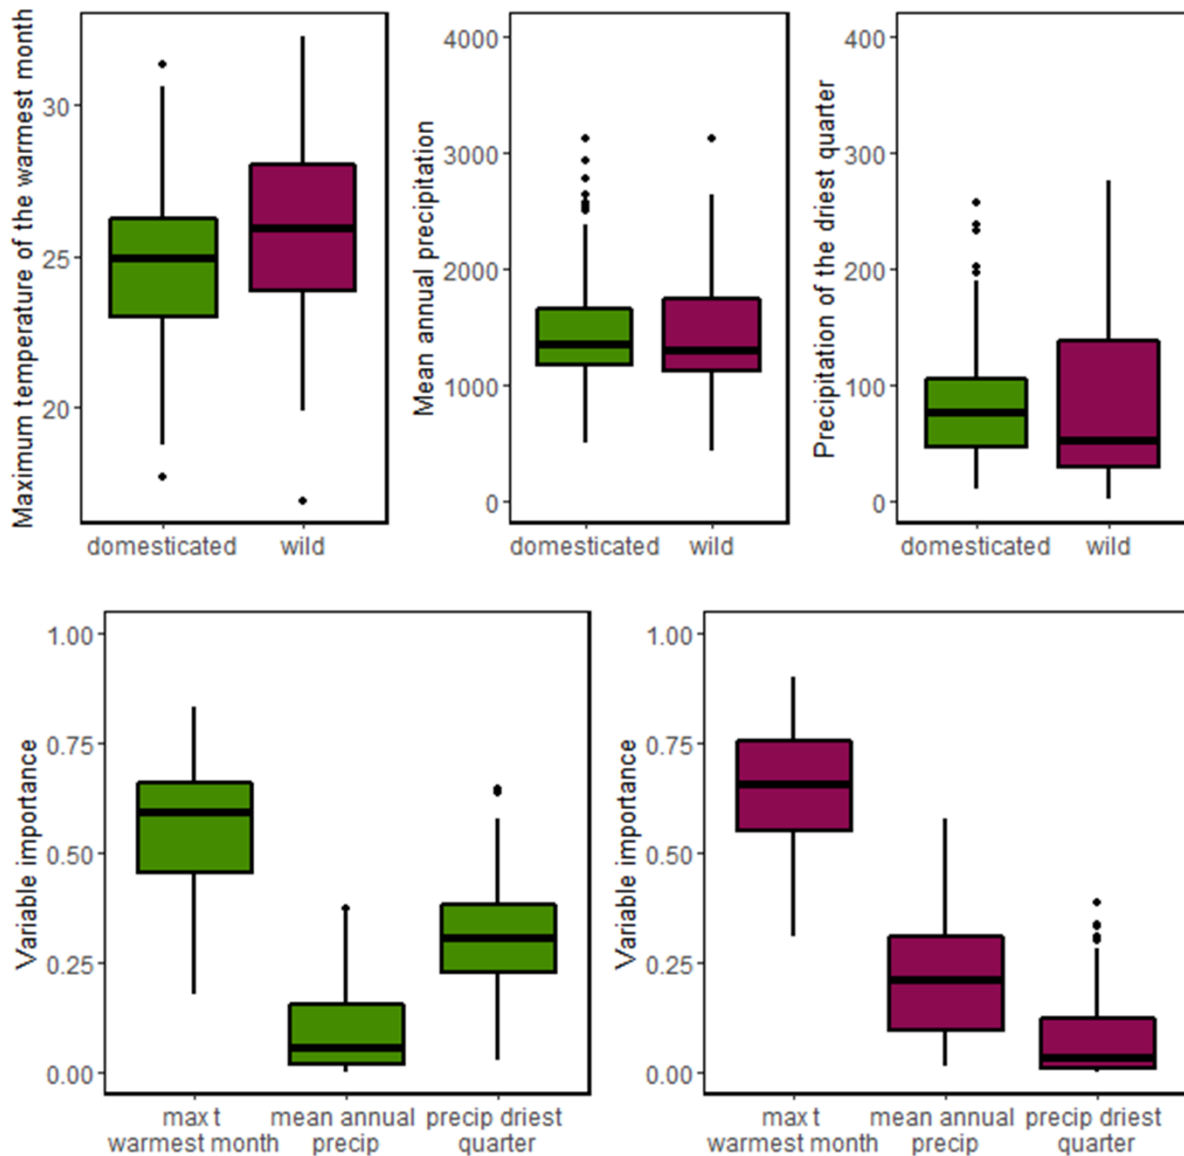 Maximum temperature of the warmest month
30
25
20
domesticated wild
Mean annual precipitation
4000
3000
2000
1000
0
domesticated wild
Precipitation of the driest quarter
400
300
200
100
0
domesticated wild
Variable importance
1.00
0.75
0.50
0.25
0.00
max t
warmest month
mean annual
precip
precip driest
quarter
Variable importance
1.00
0.75
0.50
0.25
0.00
max t
warmest month
mean annual
precip
precip driest
quarter